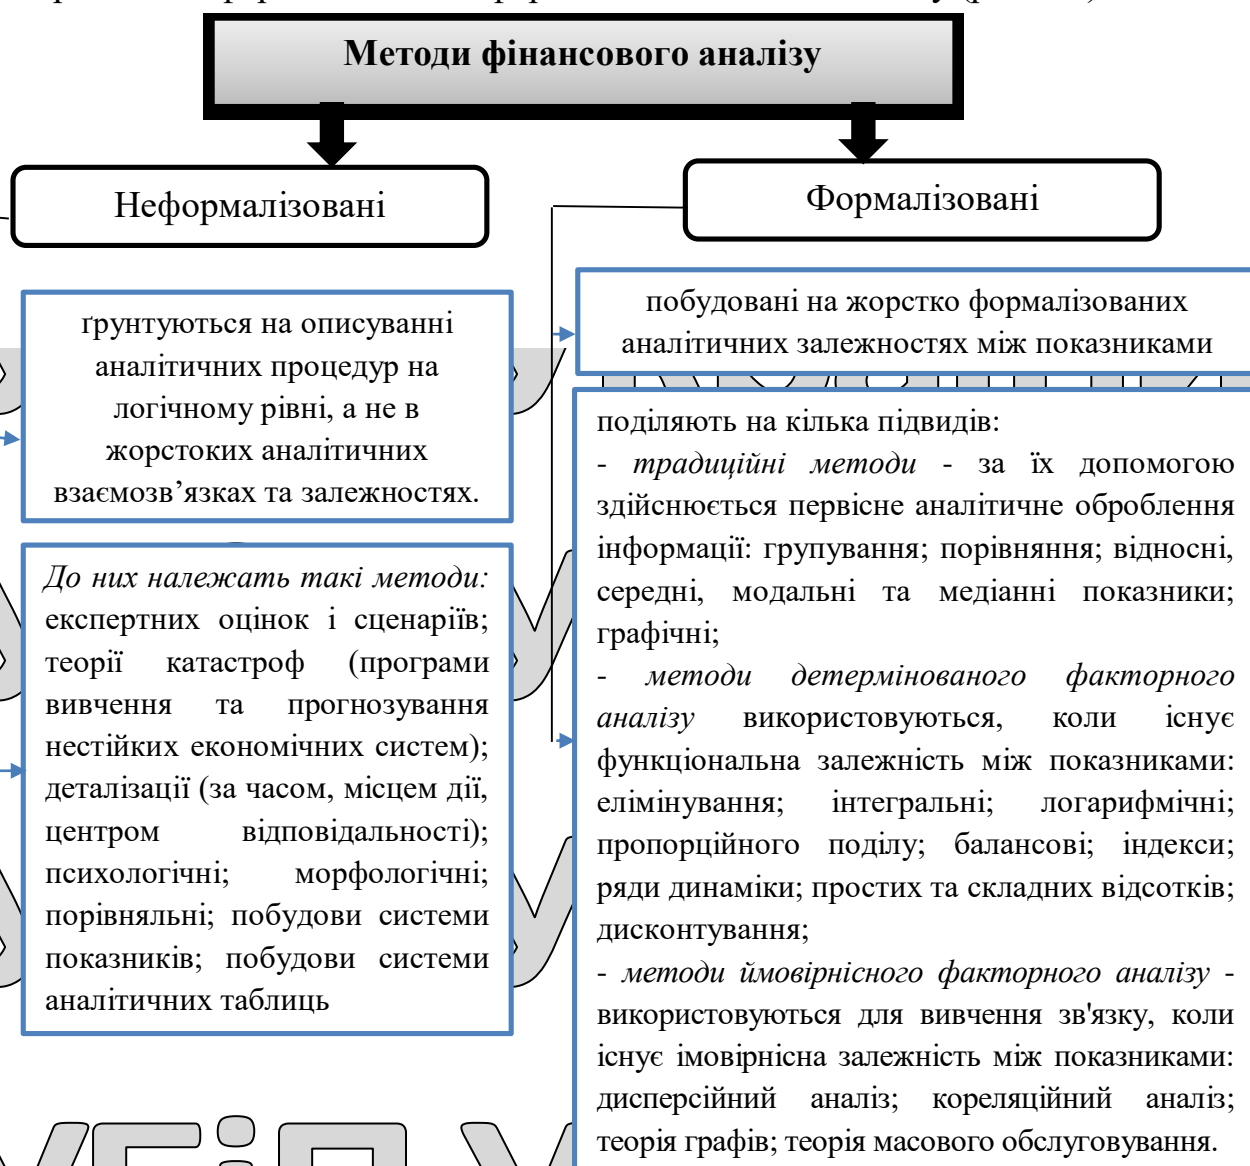 Методи фінансового аналізу
Неформалізовані
Формалізовані
ґрунтуються на описуванні
аналітичних процедур на
логічному рівні, а не в
жорстоких аналітичних
взаємозв’язках та залежностях.
До них належать такі методи:
експертних оцінок і сценаріїв;
теорії катастроф (програми
вивчення та прогнозування
нестійких економічних систем);
деталізації (за часом, місцем дії,
центром відповідальності);
психологічні; морфологічні;
порівняльні; побудови системи
показників; побудови системи
аналітичних таблиць
побудовані на жорстко формалізованих
аналітичних залежностях між показниками
поділяють на кілька підвидів:
- традиційні методи - за їх допомогою
здійснюється первісне аналітичне оброблення
інформації: групування; порівняння; відносні,
середні, модальні та медіанні показники;
графічні;
- методи детермінованого факторного
аналізу використовуються, коли існує
функціональна залежність між показниками:
елімінування; інтегральні; логарифмічні;
пропорційного поділу; балансові; індекси;
ряди динаміки; простих та складних відсотків;
дисконтування;
- методи ймовірнісного факторного аналізу -
використовуються для вивчення зв'язку, коли
існує імовірнісна залежність між показниками:
дисперсійний аналіз; кореляційний аналіз;
теорія графів; теорія масового обслуговування.